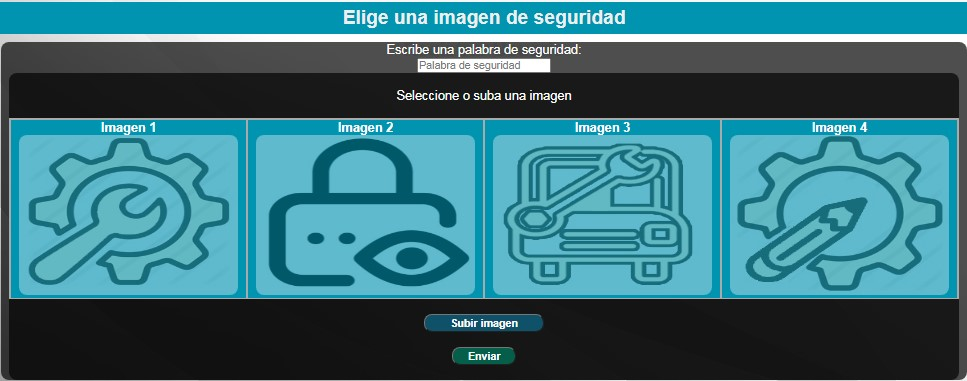 Elige una imagen de seguridad
Escribe una palabra de seguridad:
Palabra de seguridad
Seleccione o suba una imagen
Imagen 1 Imagen 2 Imagen 3 Imagen 4
Subir imagen
Enviar